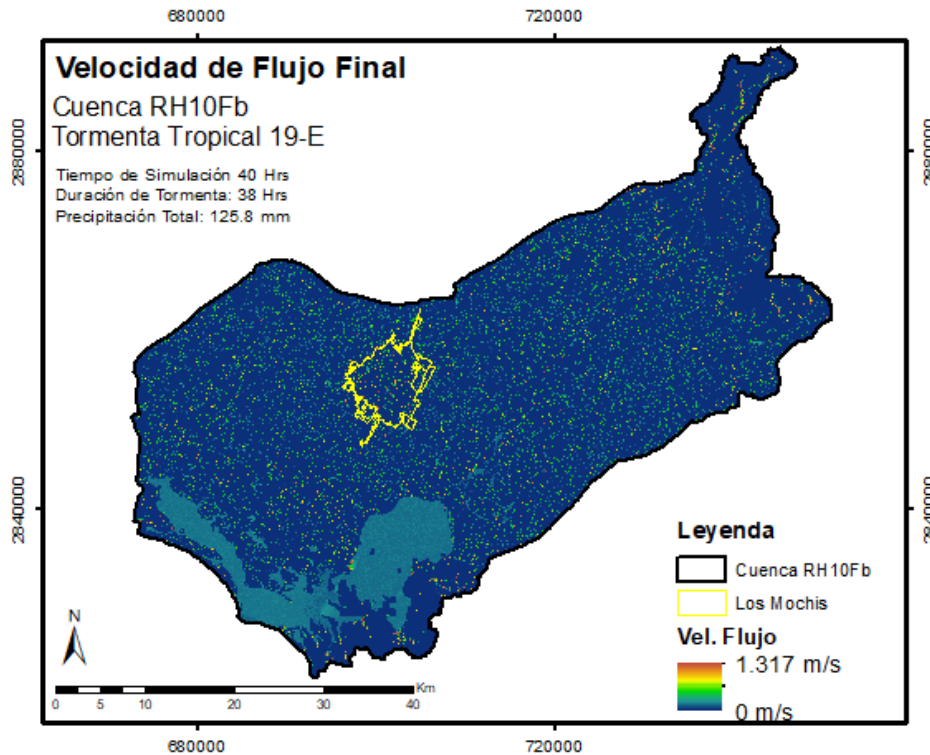 680000
720000
Velocidad de Flujo Final
Cuenca RH10Fb
Tormenta Tropical 19-E
Tiempo de Simulación 40 Hrs
Duración de Tormenta: 38 Hrs
Precipitación Total: 125.8 mm
2880000
2880000
2840000
2840000
Leyenda
Cuenca RH10Fb
Los Mochis
Vel. Flujo
1.317 m/s
0 m/s
N
Km
0 5 10 20 30 40
680000
720000